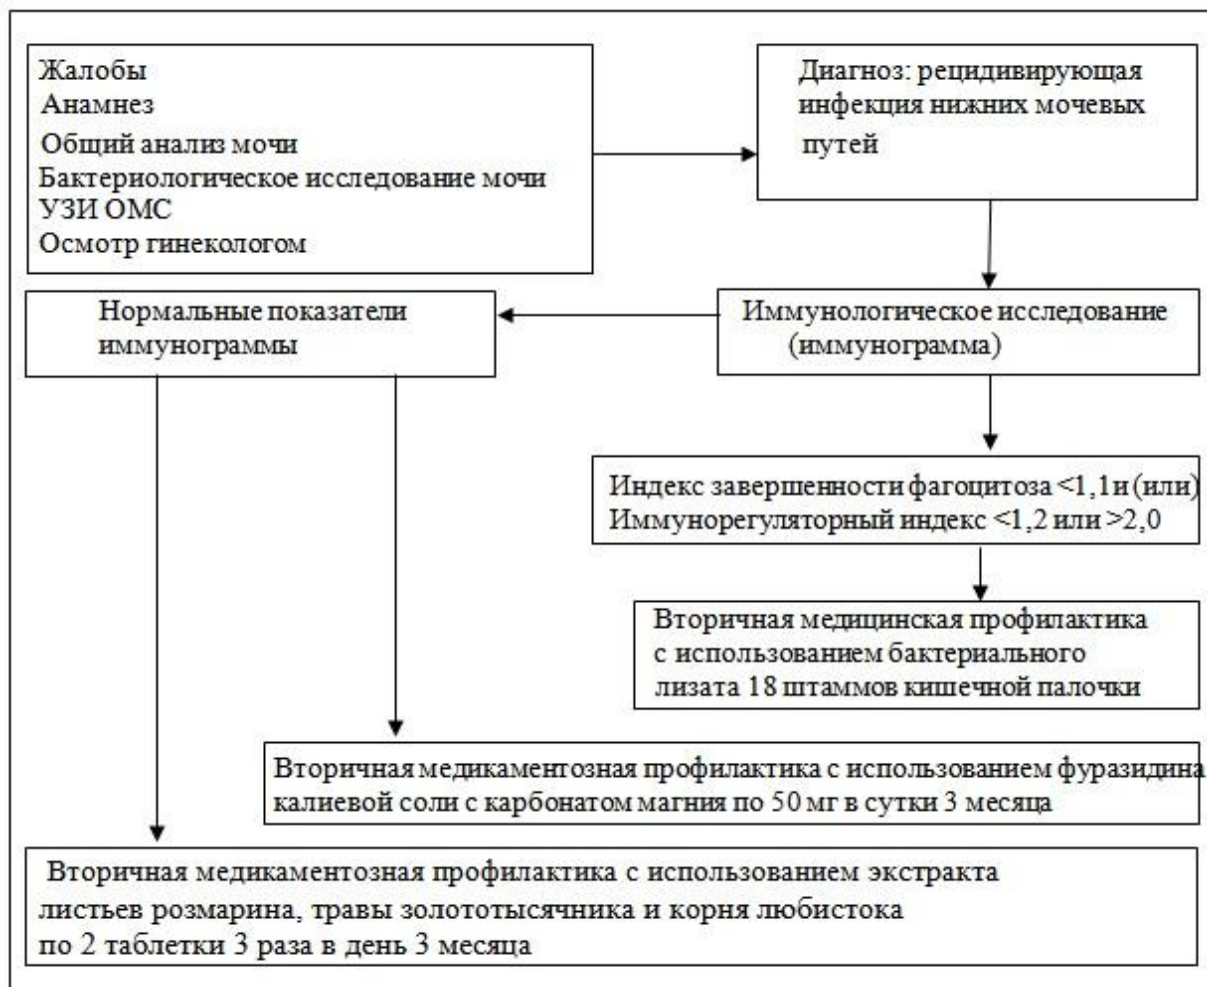 Жалобы
Анамнез
Общий анализ мочи
Бактериологическое исследование мочи
УЗИ ОМС
Осмотр гинекологом
Диагноз: рецидивирующая
инфекция нижних мочевых
путей
Нормальные показатели
иммунограммы
Иммунологическое исследование
(иммунограмма)
Индекс завершенности фагоцитоза <1,1и (или)
Иммунорегуляторный индекс <1,2 или >2,0
Вторичная медицинская профилактика
с использованием бактериального
лизата 18 штаммов кишечной палочки
Вторичная медикаментозная профилактика с использованием фуразидина
калиевой соли с карбонатом магния по 50 мг в сутки 3 месяца
Вторичная медикаментозная профилактика с использованием экстракта
листьев розмарина, травы золототысячника и корня любистока
по 2 таблетки 3 раза в день 3 месяца